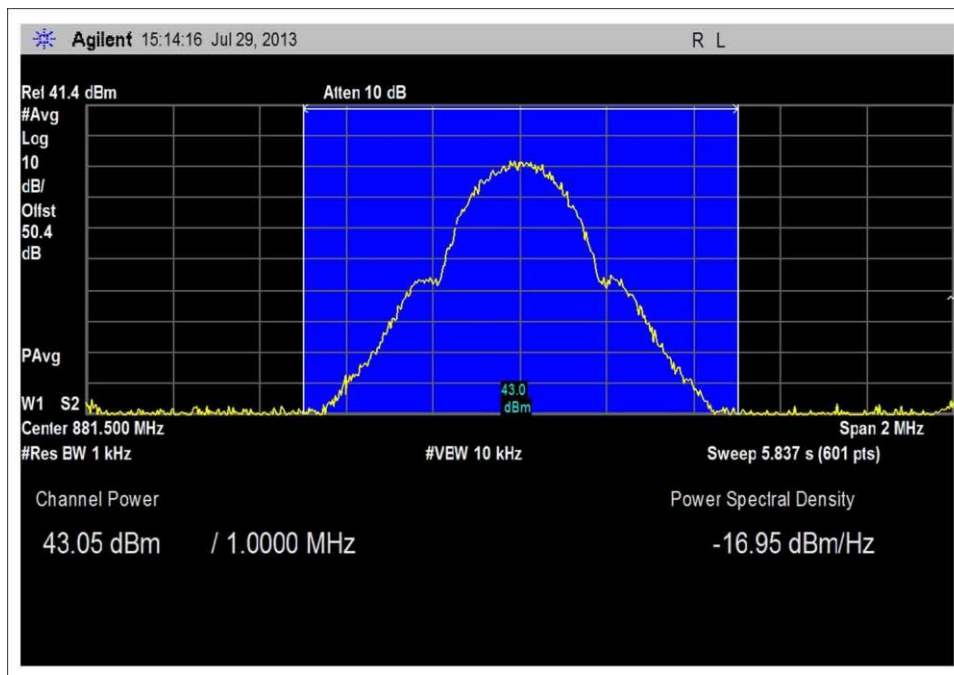 Agilent 15:14:16 Jul 29, 2013 R L
Rel 41.4 dBm Atten 10 dB
#Avg
Log
10
dB/
Offst
50.4
dB
PAvg
43.0
dBm
W1 S2
Center 881.500 MHz Span 2 MHz
#Res BW 1 kHz #VBW 10 kHz Sweep 5.837 s (601 pts)
Channel Power Power Spectral Density
43.05 dBm / 1.0000 MHz -16.95 dBm/Hz